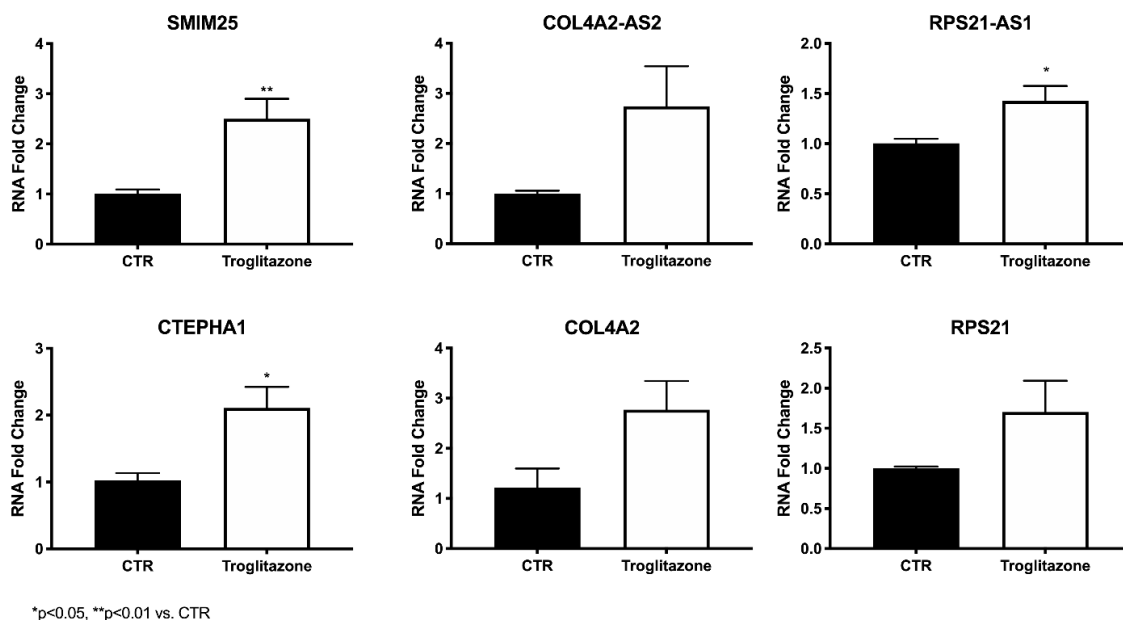 SMIM25
RNA Fold Change
4
3
2
1
0
**
CTR
Troglitazone
COL4A2-AS2
RNA Fold Change
4
3
2
1
0
CTR
Troglitazone
RPS21-AS1
RNA Fold Change
2.0
1.5
1.0
0.5
0.0
*
CTR
Troglitazone
CTEPHA1
RNA Fold Change
3
2
1
0
*
CTR
Troglitazone
COL4A2
RNA Fold Change
4
3
2
1
0
CTR
Troglitazone
RPS21
RNA Fold Change
2.5
2.0
1.5
1.0
0.5
0.0
CTR
Troglitazone
*p<0.05, **p<0.01 vs. CTR